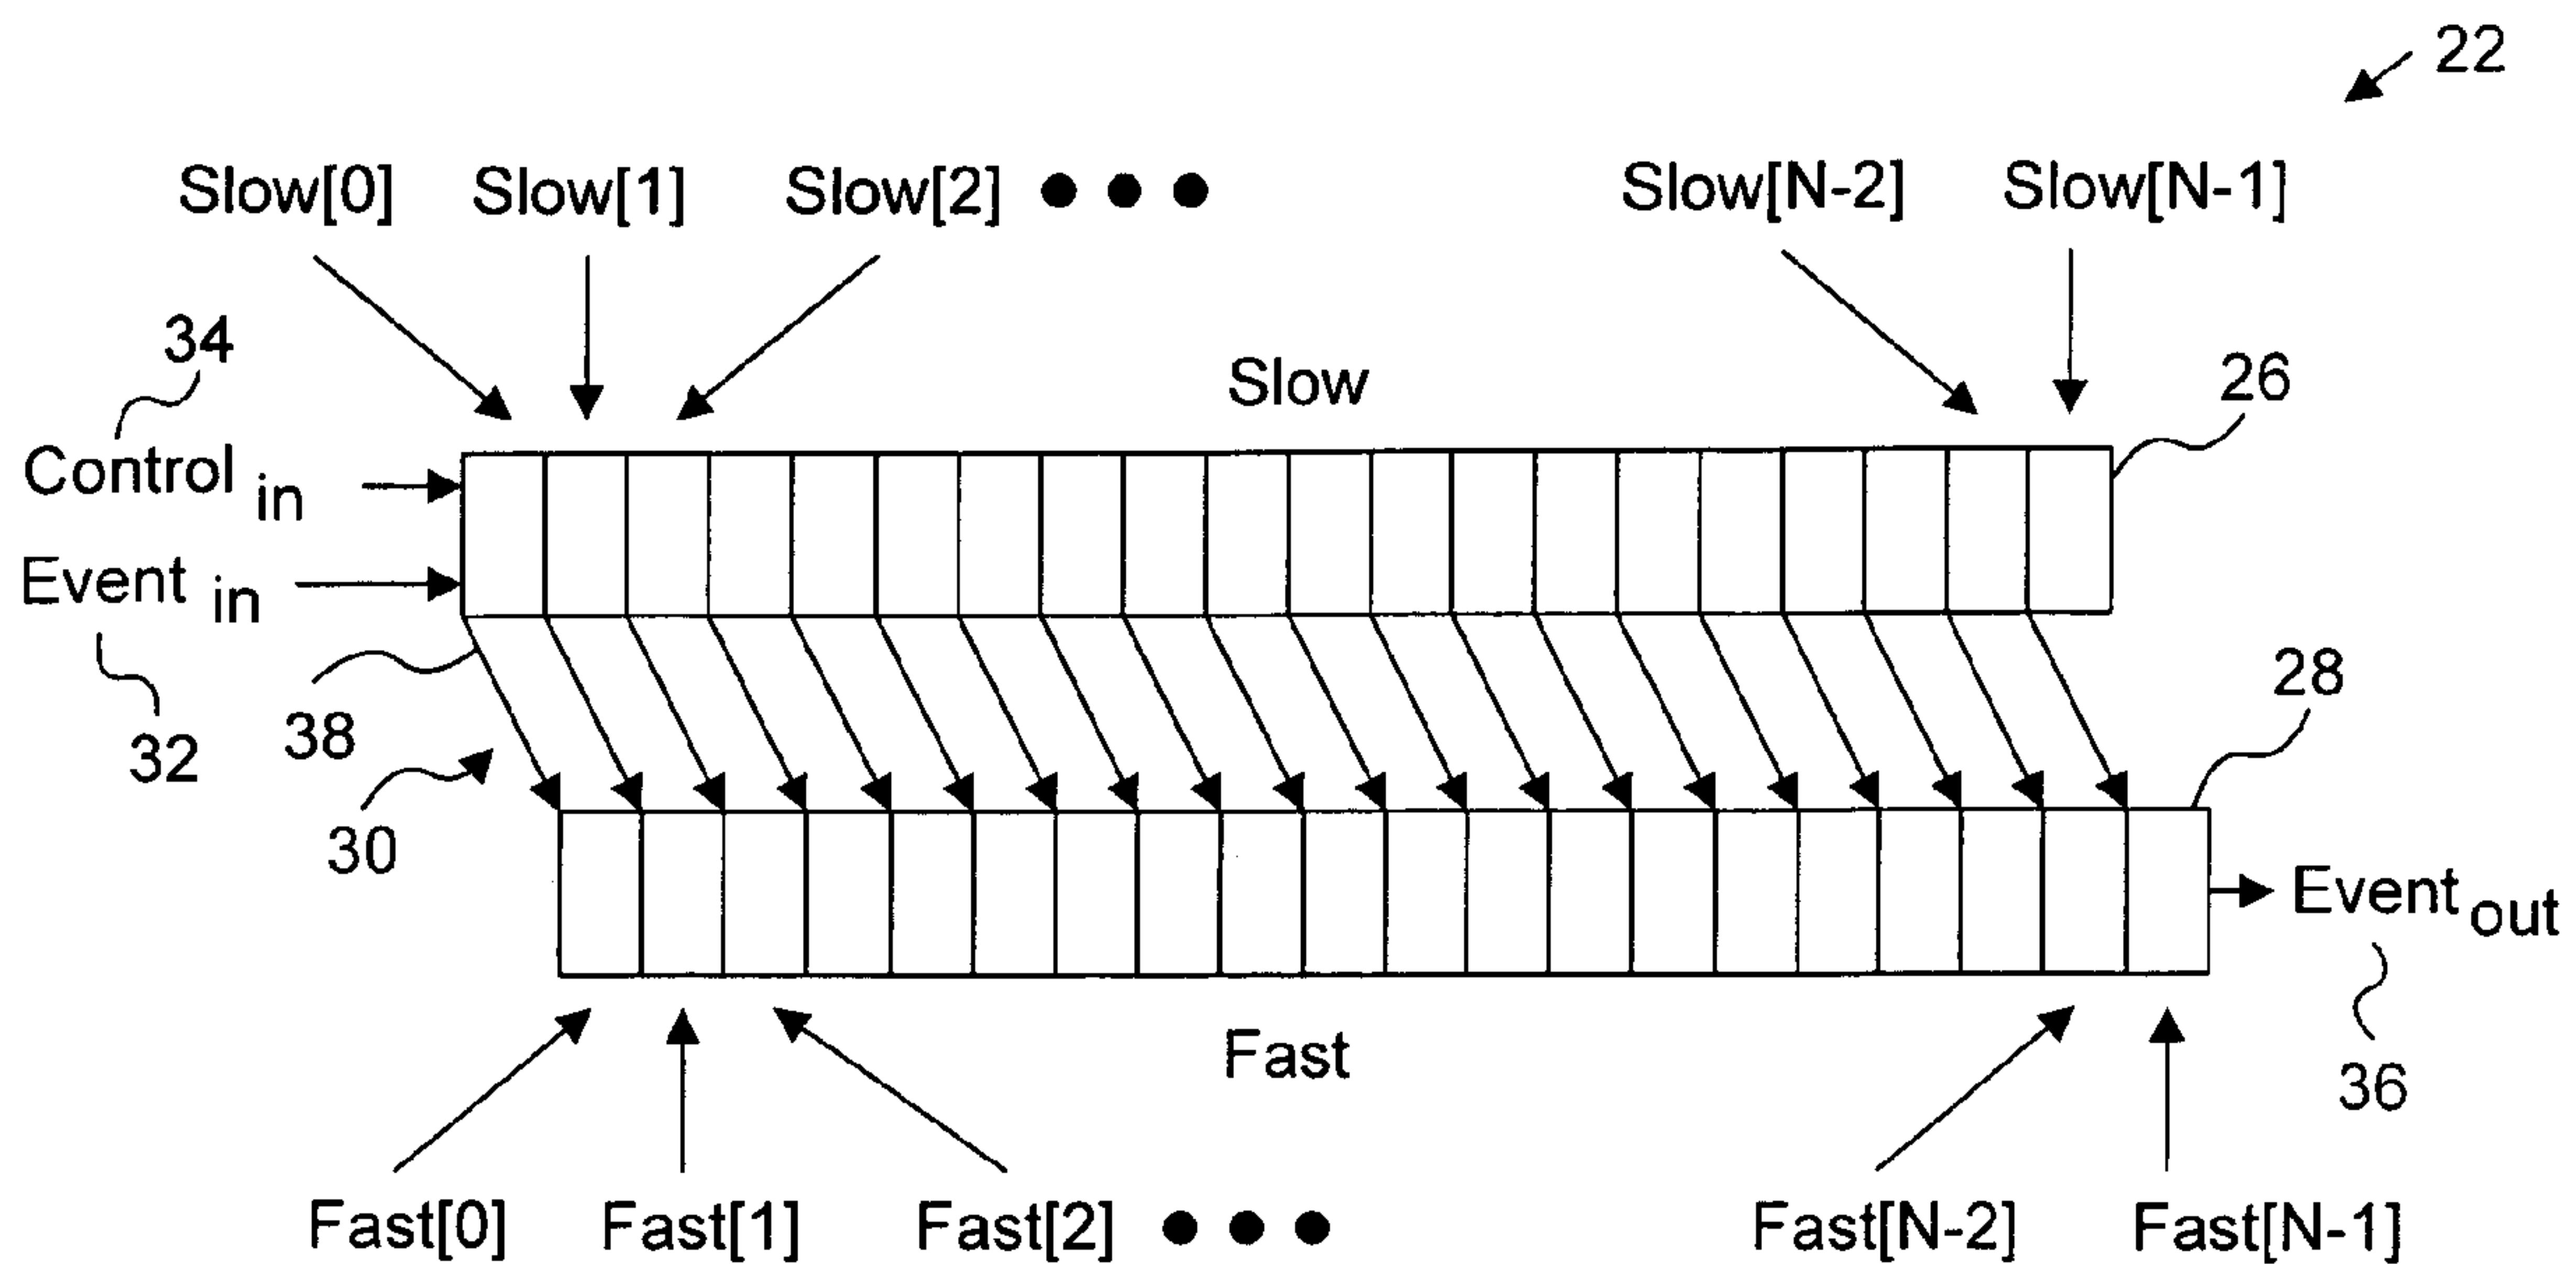 22
Slow[0] Slow[1] Slow[2] ● ● ● Slow[N-2] Slow[N-1]
34
Slow
26
Control in
Event in
38
32
30
28
Event out
36
Fast
Fast[0] Fast[1] Fast[2] ● ● ● Fast[N-2] Fast[N-1]